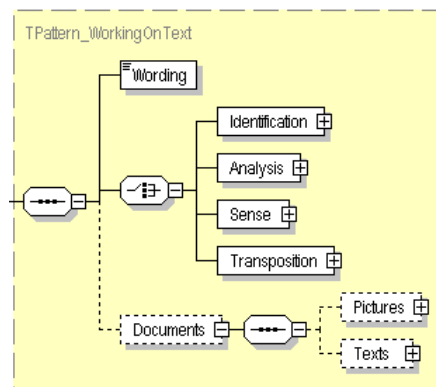 TPattern_WorkingOnText
Wording
Identification
Analysis
Sense
Transposition
Documents
Pictures
Texts